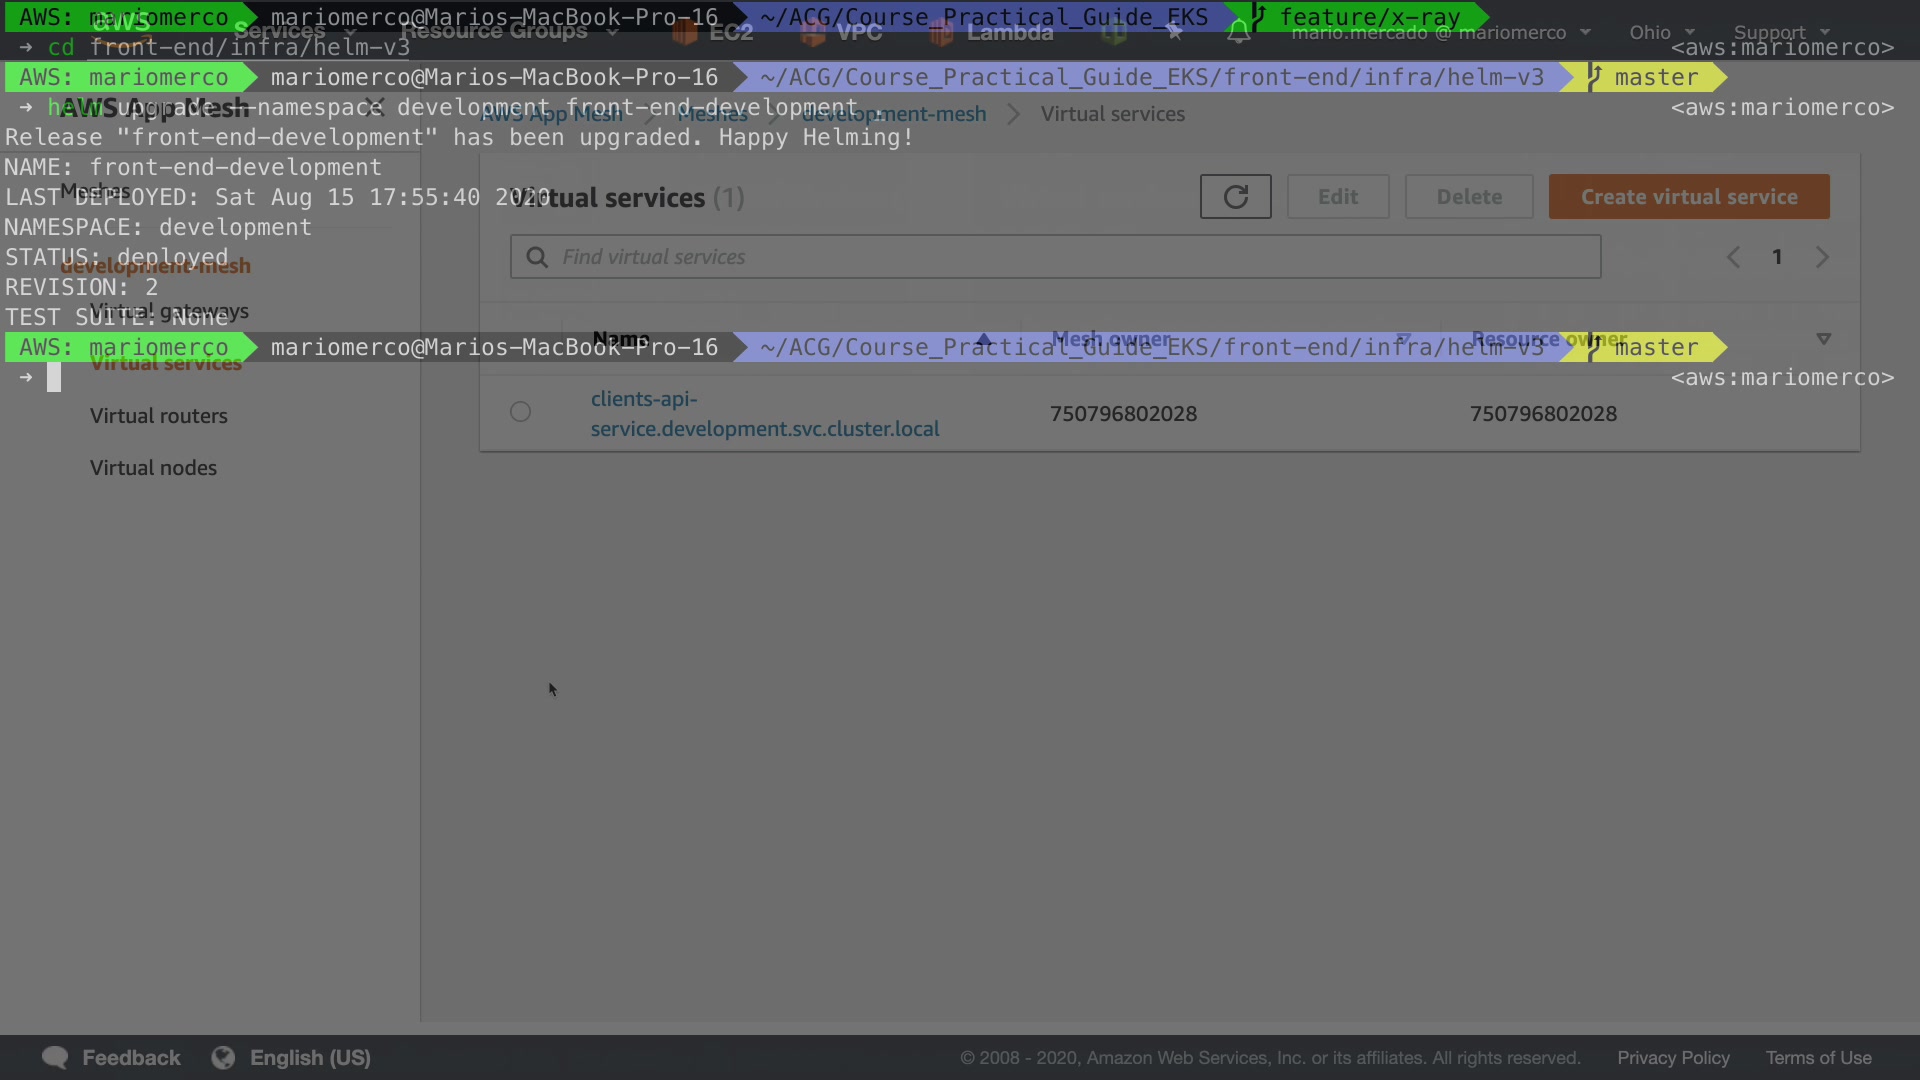 AWS: mariomerco mariomerco@Marios-MacBook-Pro-16 ~/ACG/Course_Practical_Guide_EKS feature/x-ray
→ cd front-end/infra/helm-v3 <aws:mariomerco>
AWS: mariomerco mariomerco@Marios-MacBook-Pro-16 ~/ACG/Course_Practical_Guide_EKS/front-end/infra/helm-v3 master
→ helm upgrade --namespace development front-end-development . <aws:mariomerco>
Release "front-end-development" has been upgraded. Happy Helming!
NAME: front-end-development
LAST DEPLOYED: Sat Aug 15 17:55:40 2020
NAMESPACE: development
STATUS: deployed
REVISION: 2
TEST SUITE: None
AWS: mariomerco mariomerco@Marios-MacBook-Pro-16 ~/ACG/Course_Practical_Guide_EKS/front-end/infra/helm-v3 master
→ <aws:mariomerco>
aws Services Resource Groups EC2 VPC Lambda mario.mercado @ mariomerco Ohio Support
AWS App Mesh
Meshes
development-mesh
Virtual gateways
Virtual services
Virtual routers
Virtual nodes
AWS App Mesh Meshes development-mesh Virtual services
Virtual services (1) Edit Delete Create virtual service
Find virtual services 1
Name Mesh owner Resource owner
clients-api-
service.development.svc.cluster.local 750796802028 750796802028
Feedback English (US) © 2008 - 2020, Amazon Web Services, Inc. or its affiliates. All rights reserved. Privacy Policy Terms of Use